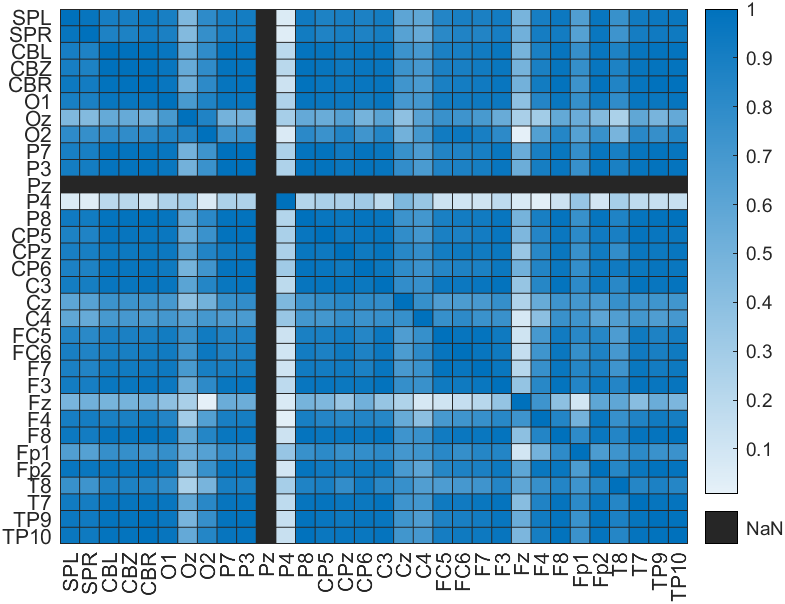 SPL
SPR
CBL
CBZ
CBR
O1
Oz
O2
P7
P3
Pz
P4
P8
CP5
CPz
CP6
C3
Cz
C4
FC5
FC6
F7
F3
Fz
F4
F8
Fp1
Fp2
T8
T7
TP9
TP10
SPL SPR CBL CBZ CBR O1 Oz O2 P7 P3 Pz P4 P8 CP5 CPz CP6 C3 Cz C4 FC5 FC6 F7 F3 Fz F4 F8 Fp1 Fp2 T8 T7 TP9 TP10
1
0.9
0.8
0.7
0.6
0.5
0.4
0.3
0.2
0.1
NaN